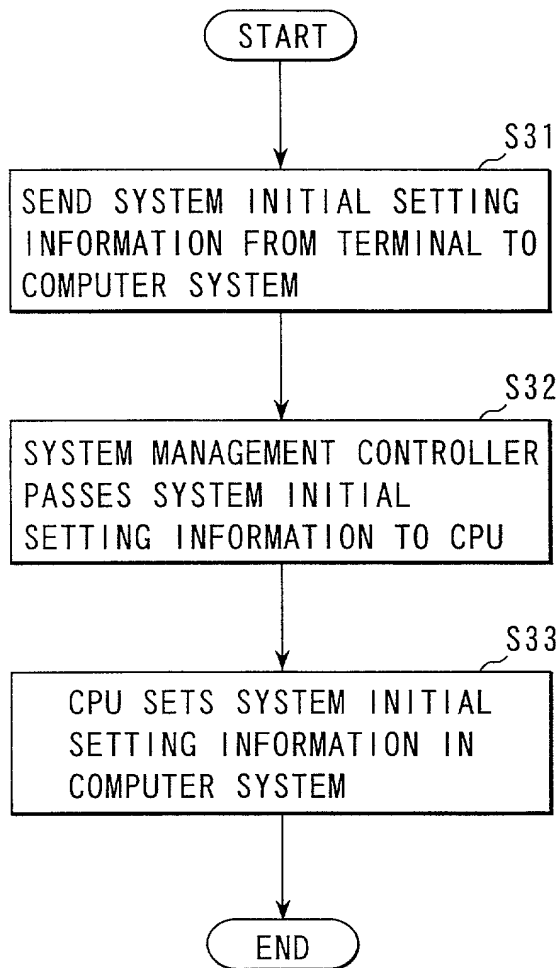 START
S31
SEND SYSTEM INITIAL SETTING
INFORMATION FROM TERMINAL TO
COMPUTER SYSTEM
S32
SYSTEM MANAGEMENT CONTROLLER
PASSES SYSTEM INITIAL
SETTING INFORMATION TO CPU
S33
CPU SETS SYSTEM INITIAL
SETTING INFORMATION IN
COMPUTER SYSTEM
END